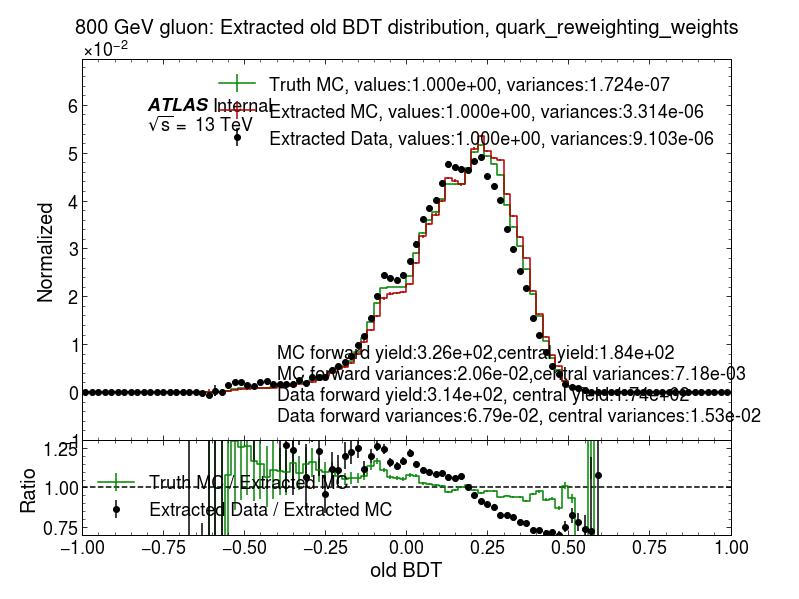 800 GeV gluon: Extracted old BDT distribution, quark_reweighting_weights
×10⁻²
Truth MC, values:1.000e+00, variances:1.724e-07
ATLAS Internal
Extracted MC, values:1.000e+00, variances:3.314e-06
√s = 13 TeV
Extracted Data, values:1.000e+00, variances:9.103e-06
6
5
4
3
2
1
0
−1
Normalized
MC forward yield:3.26e+02,central yield:1.84e+02
MC forward variances:2.06e-02,central variances:7.18e-03
Data forward yield:3.14e+02, central yield:1.74e+02
Data forward variances:6.79e-02, central variances:1.53e-02
1.25
1.00
0.75
Ratio
Truth MC / Extracted MC
Extracted Data / Extracted MC
−1.00 −0.75 −0.50 −0.25 0.00 0.25 0.50 0.75 1.00
old BDT